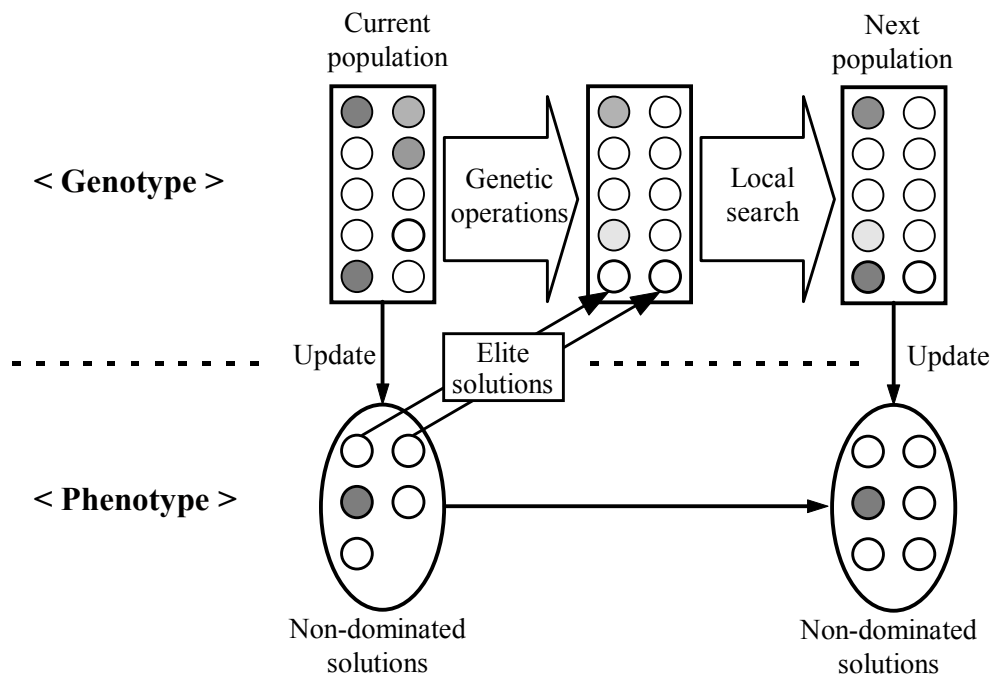 Current
population
Next
population
< Genotype >
Genetic
operations
Local
search
Update
Elite
solutions
Update
< Phenotype >
Non-dominated
solutions
Non-dominated
solutions